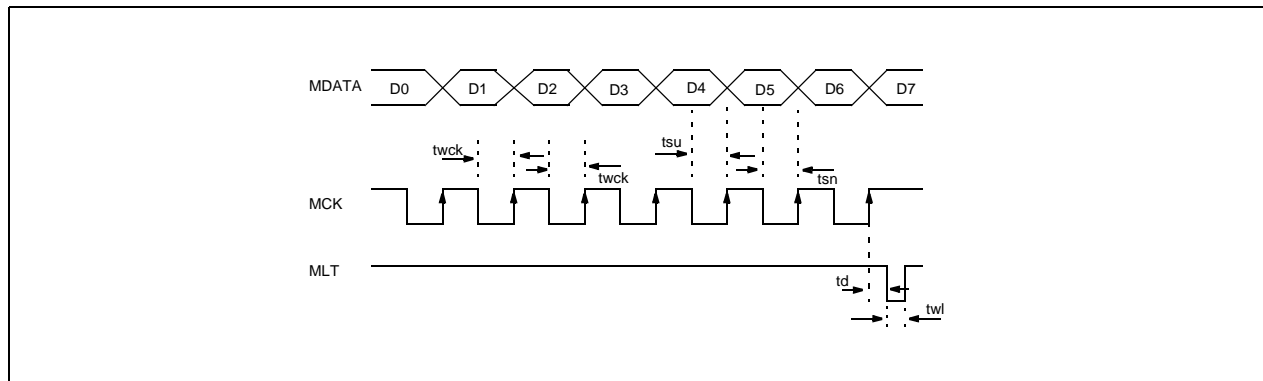 MDATA D0 D1 D2 D3 D4 D5 D6 D7
twck tsu
twck tsn
MCK
MLT
td
twl